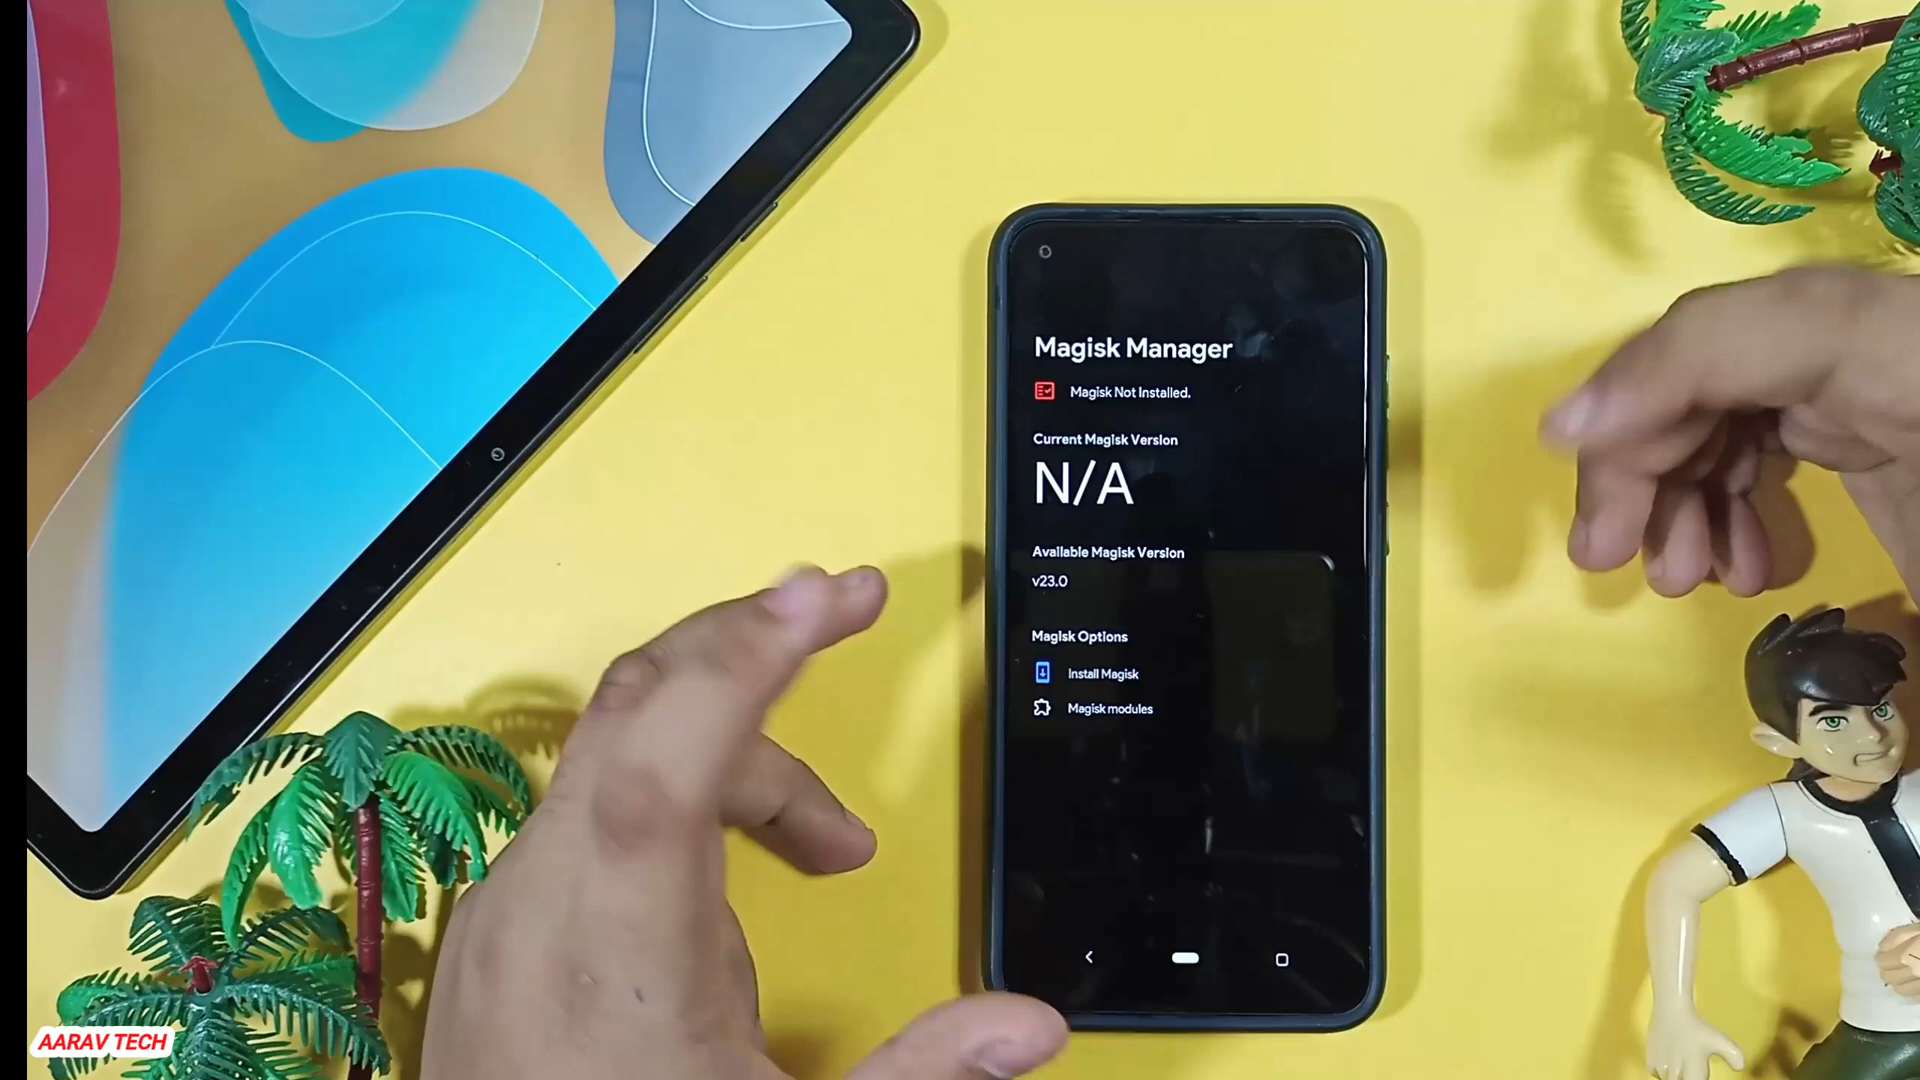 Magisk Manager
Magisk Not Installed.
Current Magisk Version
N/A
Available Magisk Version
v23.0
Magisk Options
Install Magisk
Magisk modules
AARAV TECH